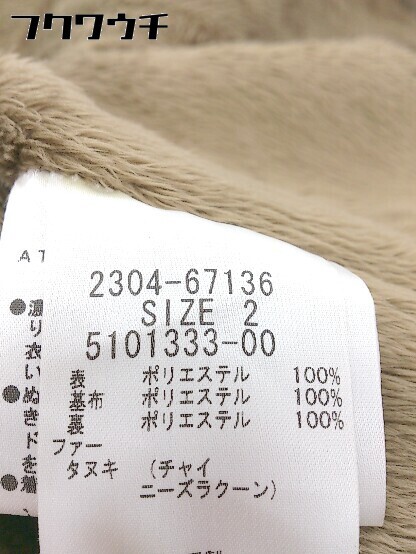 フクワウチ
2304-67136
SIZE 2
5101333-00
表 ポリエステル 100%
基布 ポリエステル 100%
裏 ポリエステル 100%
ファー
タヌキ (チャイ
ニーズラクーン)